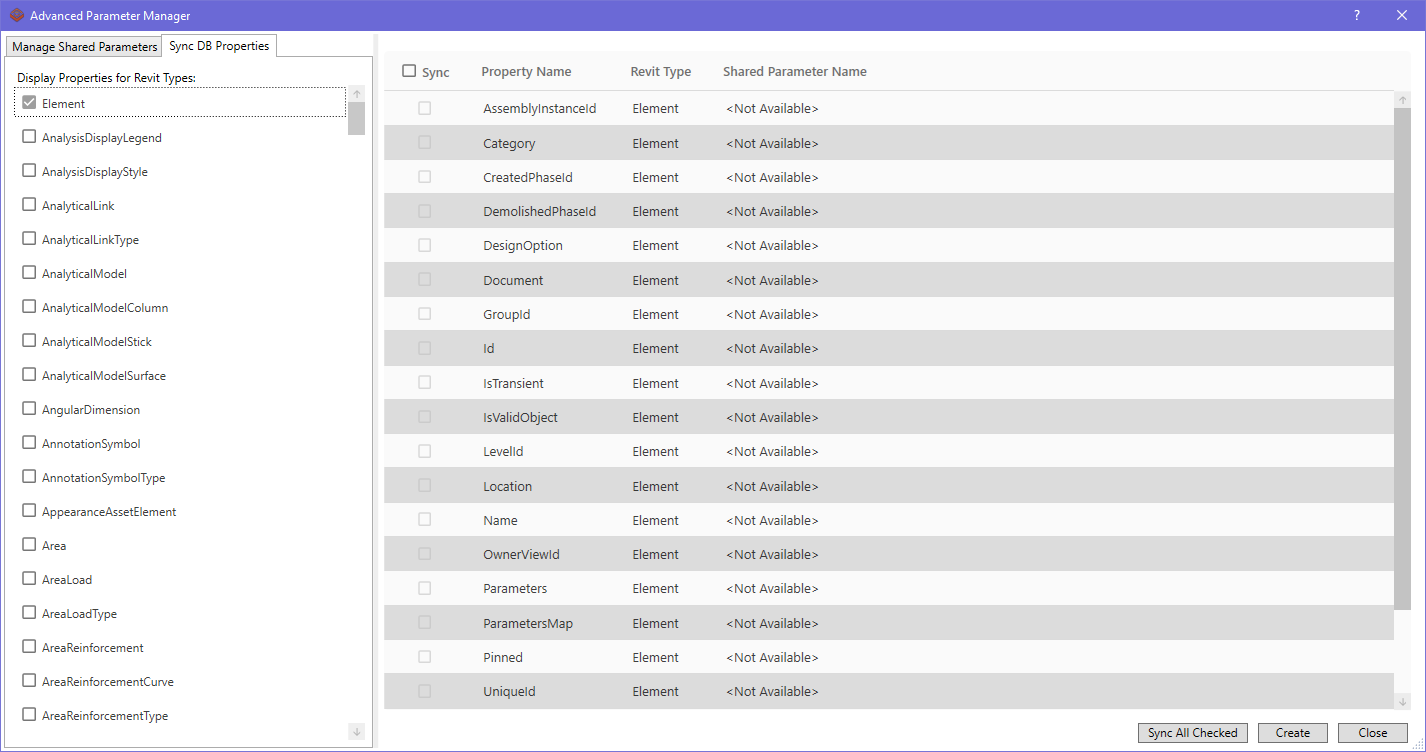 Advanced Parameter Manager
?
Manage Shared Parameters
Sync DB Properties
Display Properties for Revit Types:
Element
AnalysisDisplayLegend
AnalysisDisplayStyle
AnalyticalLink
AnalyticalLinkType
AnalyticalModel
AnalyticalModelColumn
AnalyticalModelStick
AnalyticalModelSurface
AngularDimension
AnnotationSymbol
AnnotationSymbolType
AppearanceAssetElement
Area
AreaLoad
AreaLoadType
AreaReinforcement
AreaReinforcementCurve
AreaReinforcementType
Sync Property Name Revit Type Shared Parameter Name
AssemblyInstanceId Element <Not Available>
Category Element <Not Available>
CreatedPhaseId Element <Not Available>
DemolishedPhaseId Element <Not Available>
DesignOption Element <Not Available>
Document Element <Not Available>
GroupId Element <Not Available>
Id Element <Not Available>
IsTransient Element <Not Available>
IsValidObject Element <Not Available>
LevelId Element <Not Available>
Location Element <Not Available>
Name Element <Not Available>
OwnerViewId Element <Not Available>
Parameters Element <Not Available>
ParametersMap Element <Not Available>
Pinned Element <Not Available>
UniqueId Element <Not Available>
Sync All Checked
Create
Close